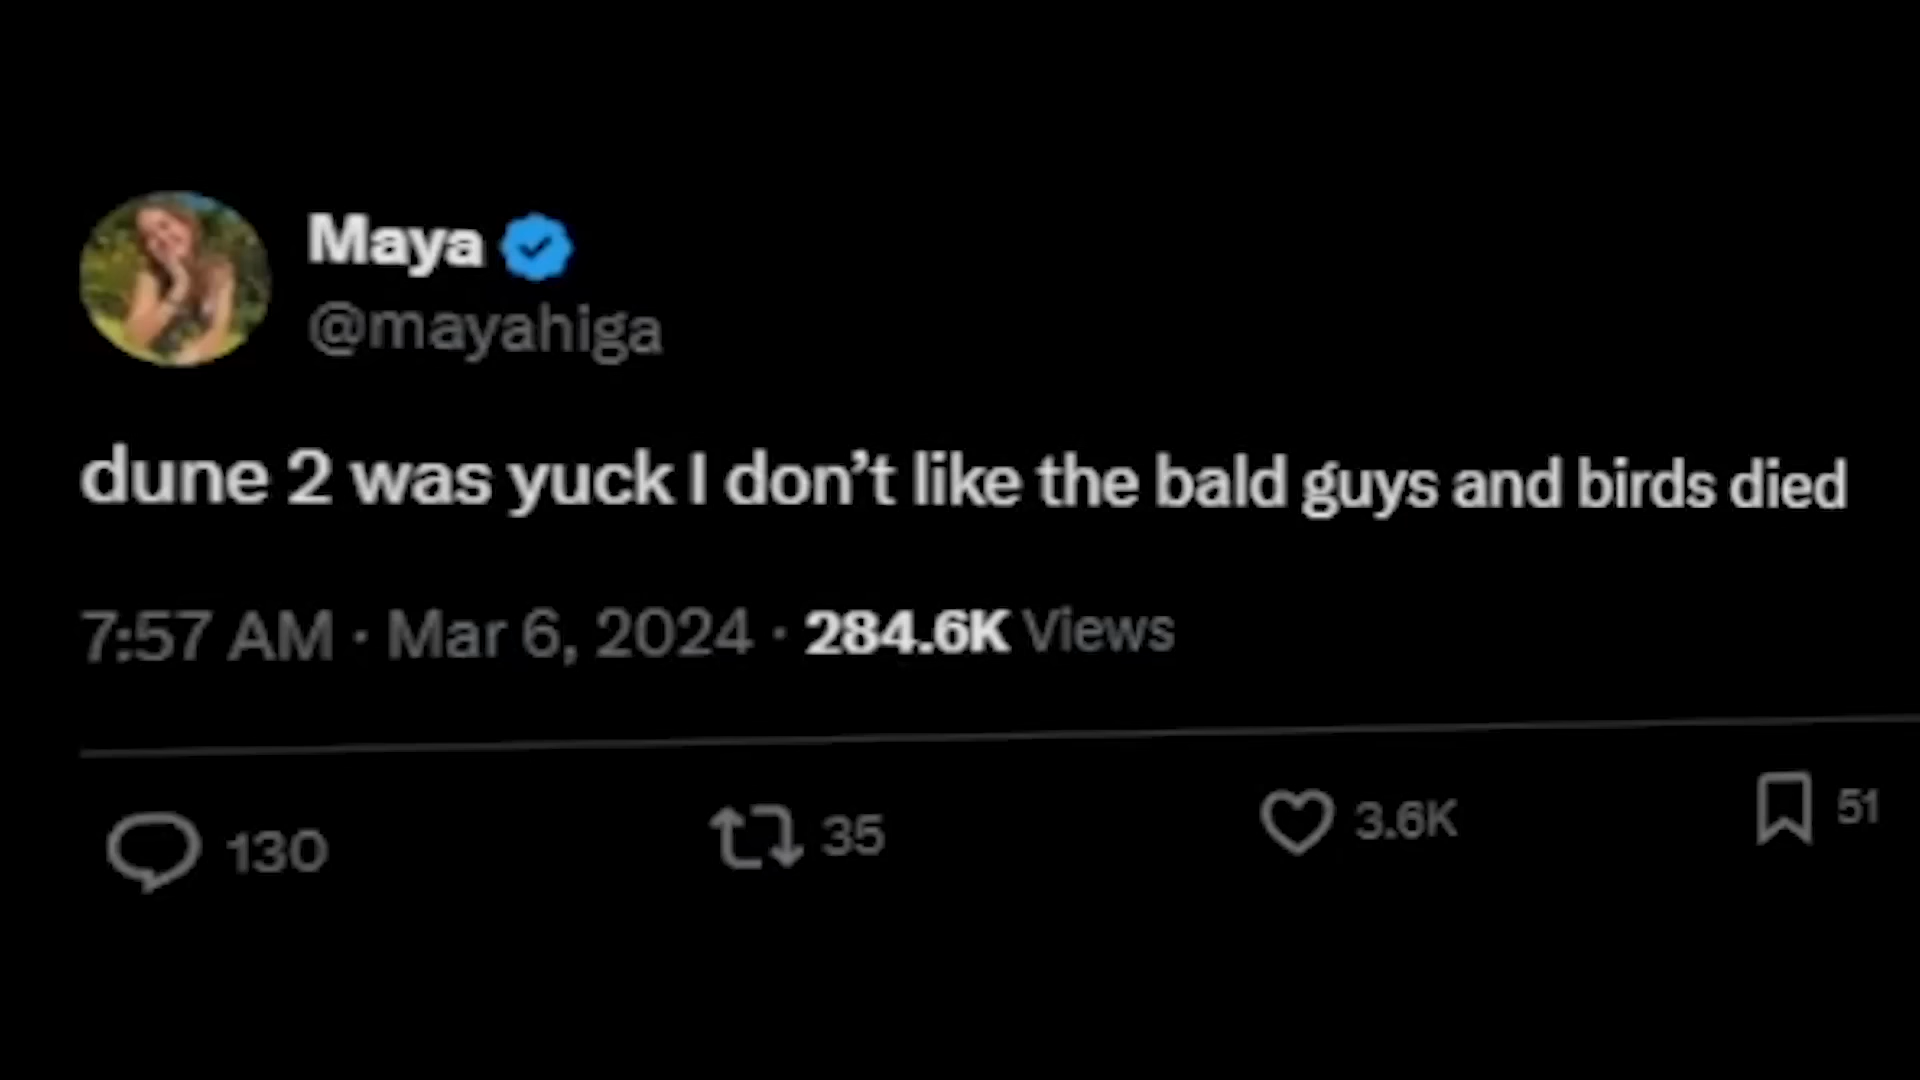 Maya
@mayahiga
dune 2 was yuck I don’t like the bald guys and birds died
7:57 AM · Mar 6, 2024 · 284.6K Views
130 35 3.6K 51